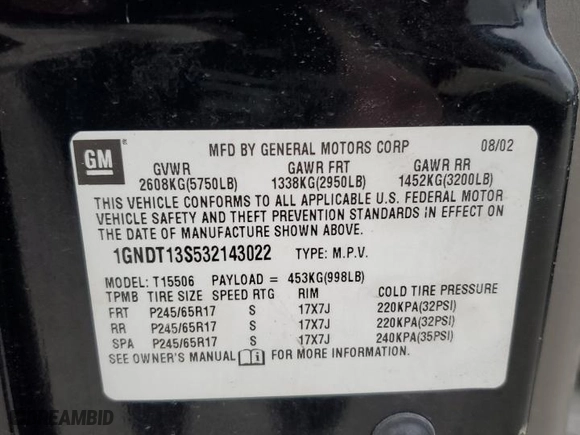 GM
MFD BY GENERAL MOTORS CORP 08/02
GVWR GAWR FRT GAWR RR
2608KG(5750LB) 1338KG(2950LB) 1452KG(3200LB)
THIS VEHICLE CONFORMS TO ALL APPLICABLE U.S. FEDERAL MOTOR
VEHICLE SAFETY AND THEFT PREVENTION STANDARDS IN EFFECT ON
THE DATE OF MANUFACTURE SHOWN ABOVE.
1GNDT13S532143022 TYPE: M.P.V.
MODEL: T15506 PAYLOAD = 453KG(998LB)
TPMB TIRE SIZE SPEED RTG RIM COLD TIRE PRESSURE
FRT P245/65R17 S 17X7J 220KPA(32PSI)
RR P245/65R17 S 17X7J 220KPA(32PSI)
SPA P245/65R17 S 17X7J 240KPA(35PSI)
SEE OWNER'S MANUAL i FOR MORE INFORMATION.